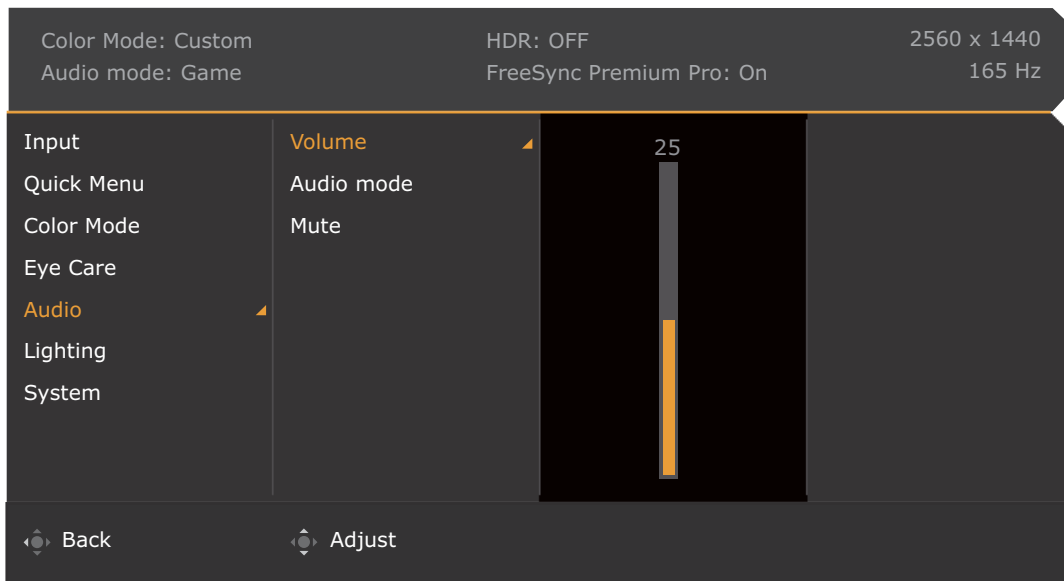 Color Mode: Custom
HDR: OFF
2560 x 1440
Audio mode: Game
FreeSync Premium Pro: On
165 Hz
Input
Quick Menu
Color Mode
Eye Care
Audio
Lighting
System
Volume
Audio mode
Mute
25
Back
Adjust